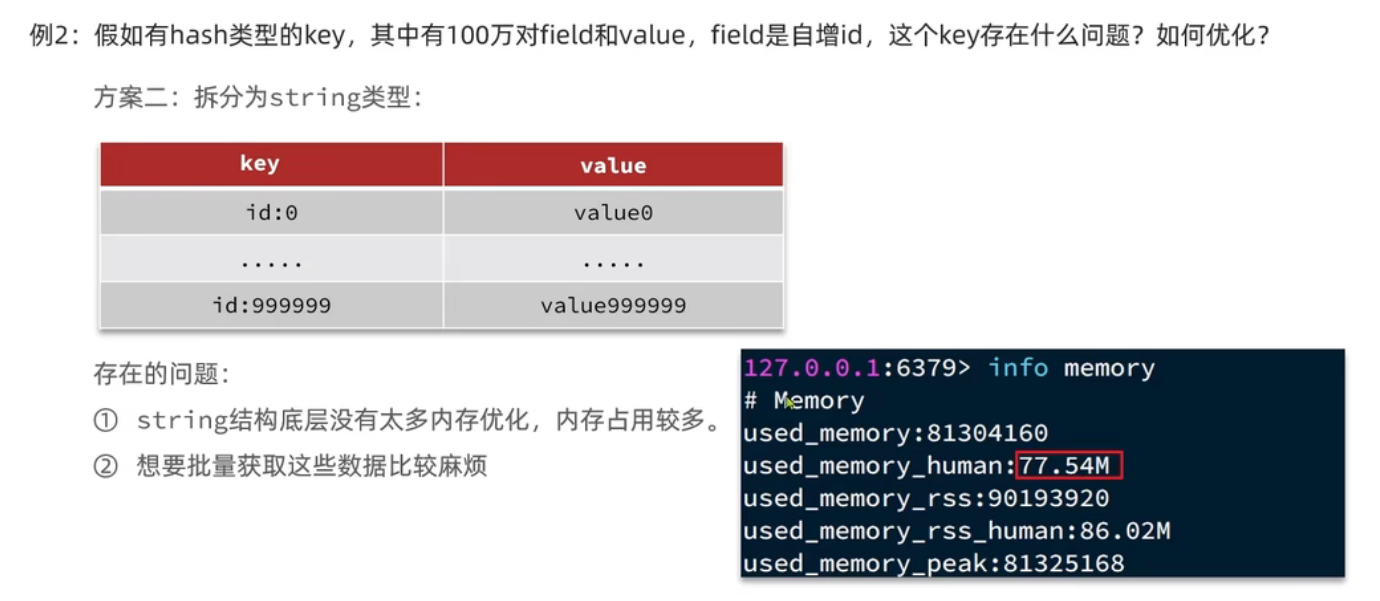 例2：假如有hash类型的key，其中有100万对field和value，field是自增id，这个key存在什么问题？如何优化？
方案二：拆分为string类型：
key value
id:0 value0
..... .....
id:999999 value999999
存在的问题：
① string结构底层没有太多内存优化，内存占用较多。
② 想要批量获取这些数据比较麻烦
127.0.0.1:6379> info memory
# Memory
used_memory:81304160
used_memory_human:77.54M
used_memory_rss:90193920
used_memory_rss_human:86.02M
used_memory_peak:81325168